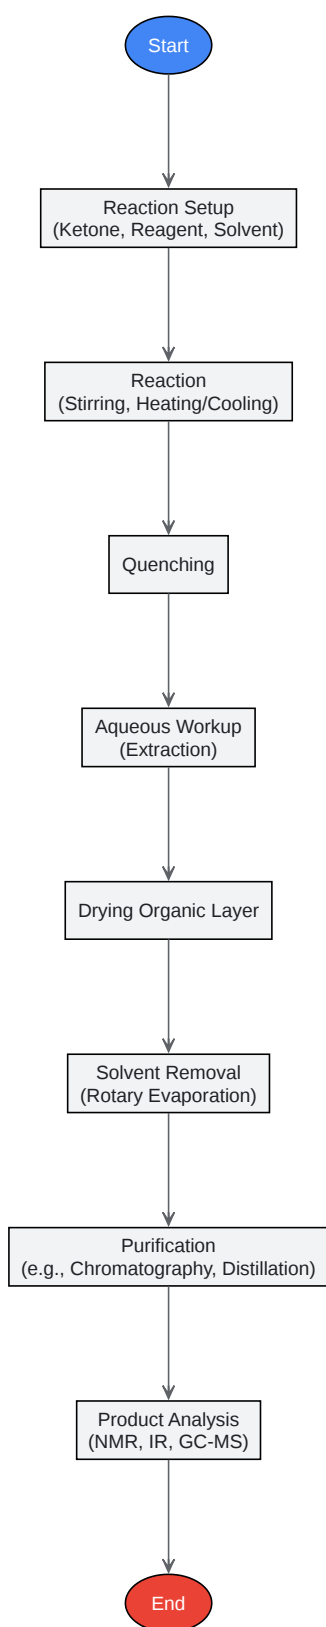 Start
Reaction Setup
(Ketone, Reagent, Solvent)
Reaction
(Stirring, Heating/Cooling)
Quenching
Aqueous Workup
(Extraction)
Drying Organic Layer
Solvent Removal
(Rotary Evaporation)
Purification
(e.g., Chromatography, Distillation)
Product Analysis
(NMR, IR, GC-MS)
End